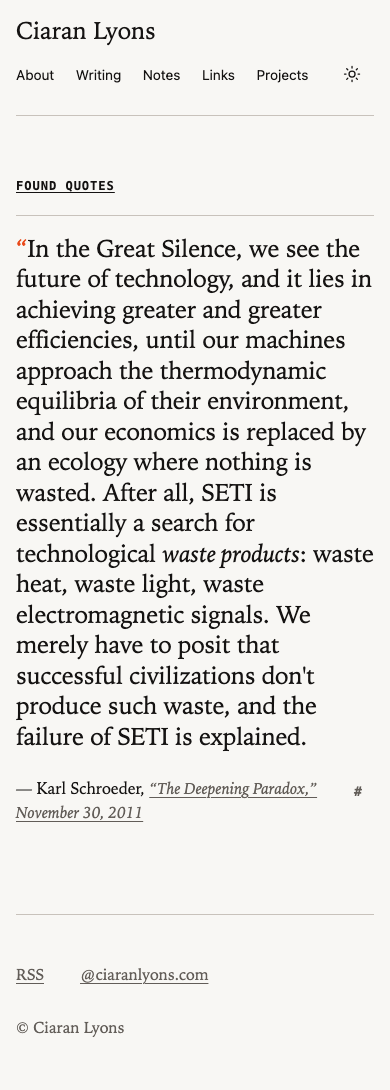 Ciaran Lyons
About Writing Notes Links Projects
FOUND QUOTES
“In the Great Silence, we see the
future of technology, and it lies in
achieving greater and greater
efficiencies, until our machines
approach the thermodynamic
equilibria of their environment,
and our economics is replaced by
an ecology where nothing is
wasted. After all, SETI is
essentially a search for
technological waste products: waste
heat, waste light, waste
electromagnetic signals. We
merely have to posit that
successful civilizations don't
produce such waste, and the
failure of SETI is explained.
— Karl Schroeder, “The Deepening Paradox,” #
November 30, 2011
RSS @ciaranlyons.com
© Ciaran Lyons